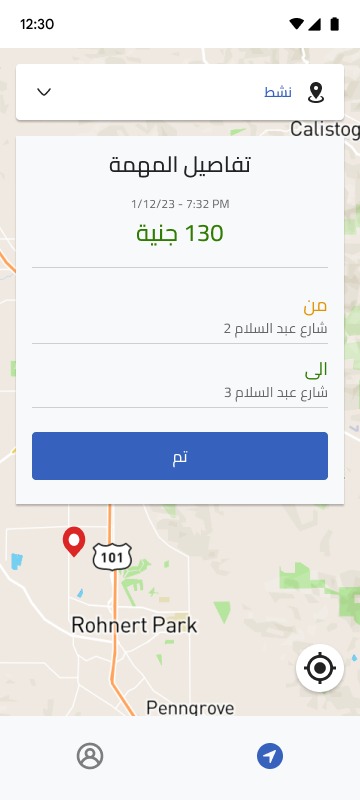 12:30
نشط
Calistog
تفاصيل المهمة
1/12/23 - 7:32 PM
130 جنية
من
شارع عبد السلام 2
الى
شارع عبد السلام 3
تم
101
Rohnert Park
Penngrove